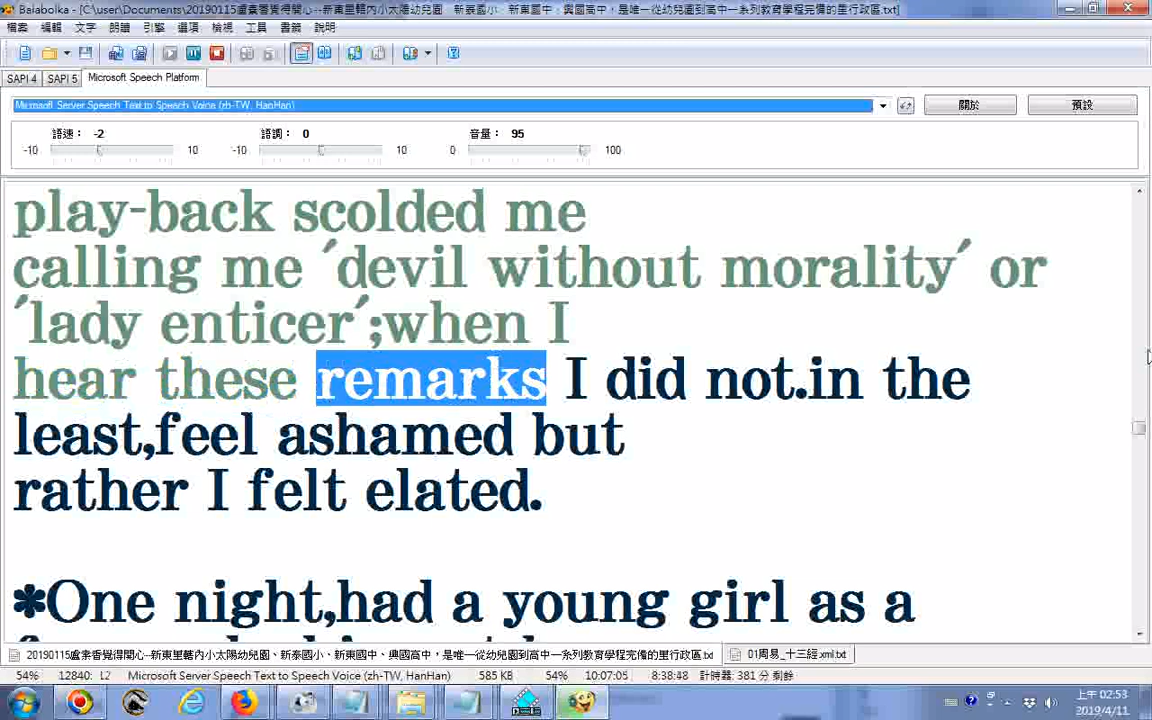 Balabolka - [C:\user\Documents\20190115盧紊香覺得開心--新東里轄內小太陽幼兒園、新泰國小、新東國中、興國高中，是唯一從幼兒園到高中一系列教育學程完備的里行政區.txt]
檔案 編輯 文字 朗讀 引擎 選項 檢視 工具 書籤 說明
SAPI 4 SAPI 5 Microsoft Speech Platform
Microsoft Server Speech Text to Speech Voice (zh-TW, HanHan)
關於 預設
語速： -2 語調： 0 音量： 95
-10 10 -10 10 0 100
play-back scolded me
calling me ′devil without morality′ or
′lady enticer′;when I
hear these remarks I did not.in the
least,feel ashamed but
rather I felt elated.
*One night,had a young girl as a
20190115盧紊香覺得開心--新東里轄內小太陽幼兒園、新泰國小、新東國中、興國高中，是唯一從幼兒園到高中一系列教育學程完備的里行政區.txt 01周易_十三經.xml.txt
54% 12840: 12 Microsoft Server Speech Text to Speech Voice (zh-TW, HanHan) 585 KB 54% 10:07:05 8:38:48 計時器: 381 分 剩餘
上午 02:53
2019/4/11